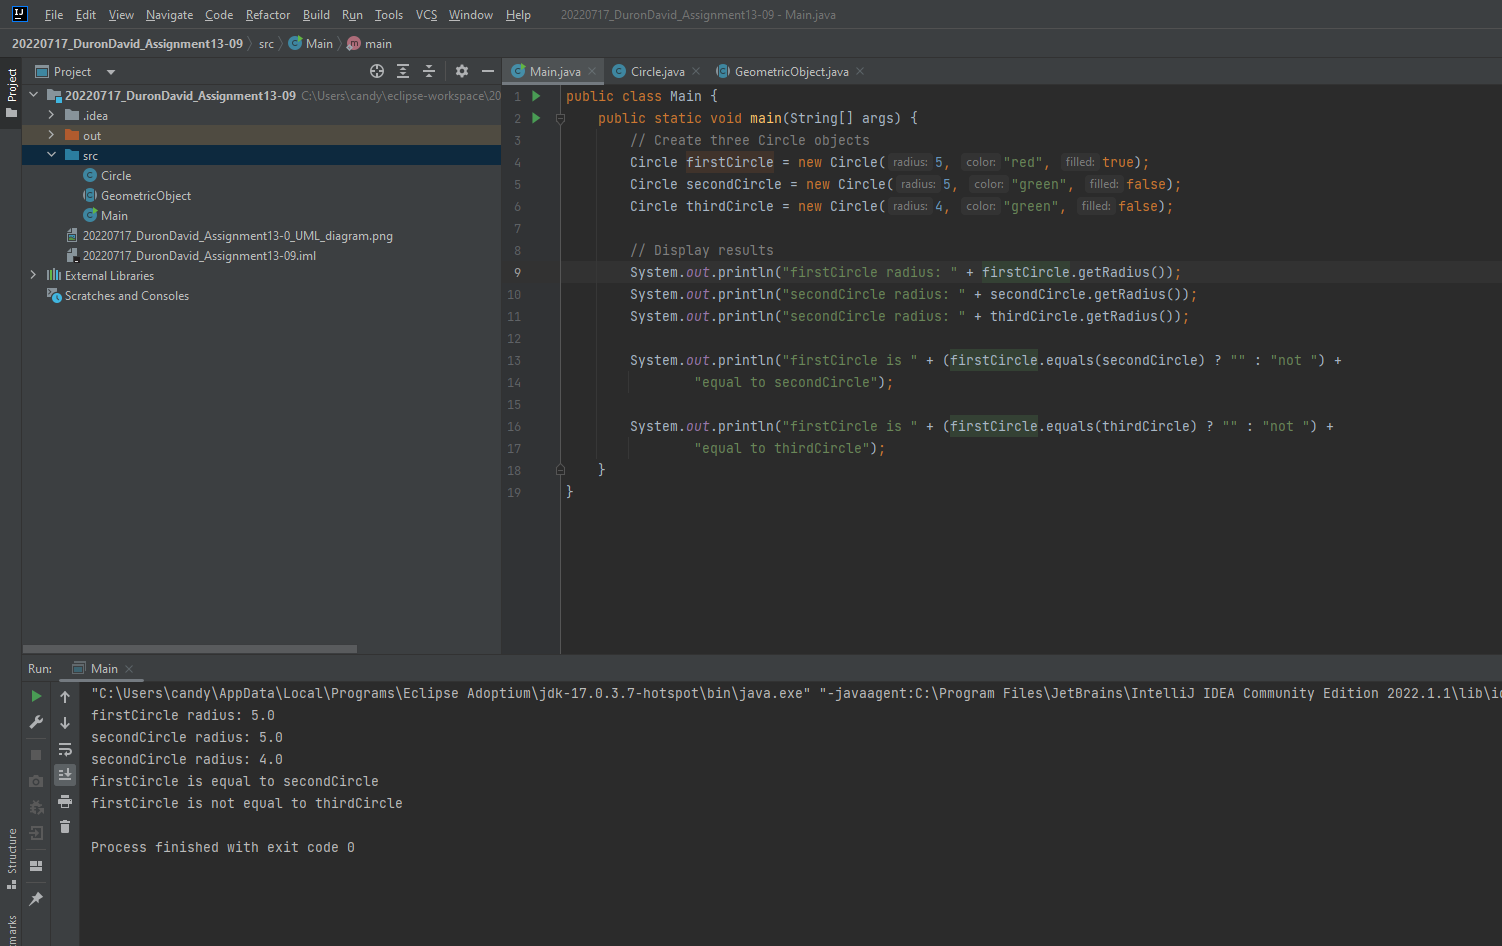 IJ File Edit View Navigate Code Refactor Build Run Tools VCS Window Help 20220717_DuronDavid_Assignment13-09 - Main.java
20220717_DuronDavid_Assignment13-09 src Main main
Project
Project
20220717_DuronDavid_Assignment13-09 C:\Users\candy\eclipse-workspace\20
.idea
out
src
Circle
GeometricObject
Main
20220717_DuronDavid_Assignment13-0_UML_diagram.png
20220717_DuronDavid_Assignment13-09.iml
External Libraries
Scratches and Consoles
Main.java Circle.java GeometricObject.java
1 public class Main {
2 public static void main(String[] args) {
3 // Create three Circle objects
4 Circle firstCircle = new Circle( radius: 5, color: "red", filled: true);
5 Circle secondCircle = new Circle( radius: 5, color: "green", filled: false);
6 Circle thirdCircle = new Circle( radius: 4, color: "green", filled: false);
7
8 // Display results
9 System.out.println("firstCircle radius: " + firstCircle.getRadius());
10 System.out.println("secondCircle radius: " + secondCircle.getRadius());
11 System.out.println("secondCircle radius: " + thirdCircle.getRadius());
12
13 System.out.println("firstCircle is " + (firstCircle.equals(secondCircle) ? "" : "not ") +
14 "equal to secondCircle");
15
16 System.out.println("firstCircle is " + (firstCircle.equals(thirdCircle) ? "" : "not ") +
17 "equal to thirdCircle");
18 }
19 }
Run: Main
"C:\Users\candy\AppData\Local\Programs\Eclipse Adoptium\jdk-17.0.3.7-hotspot\bin\java.exe" "-javaagent:C:\Program Files\JetBrains\IntelliJ IDEA Community Edition 2022.1.1\lib\id
firstCircle radius: 5.0
secondCircle radius: 5.0
secondCircle radius: 4.0
firstCircle is equal to secondCircle
firstCircle is not equal to thirdCircle
Process finished with exit code 0
Structure